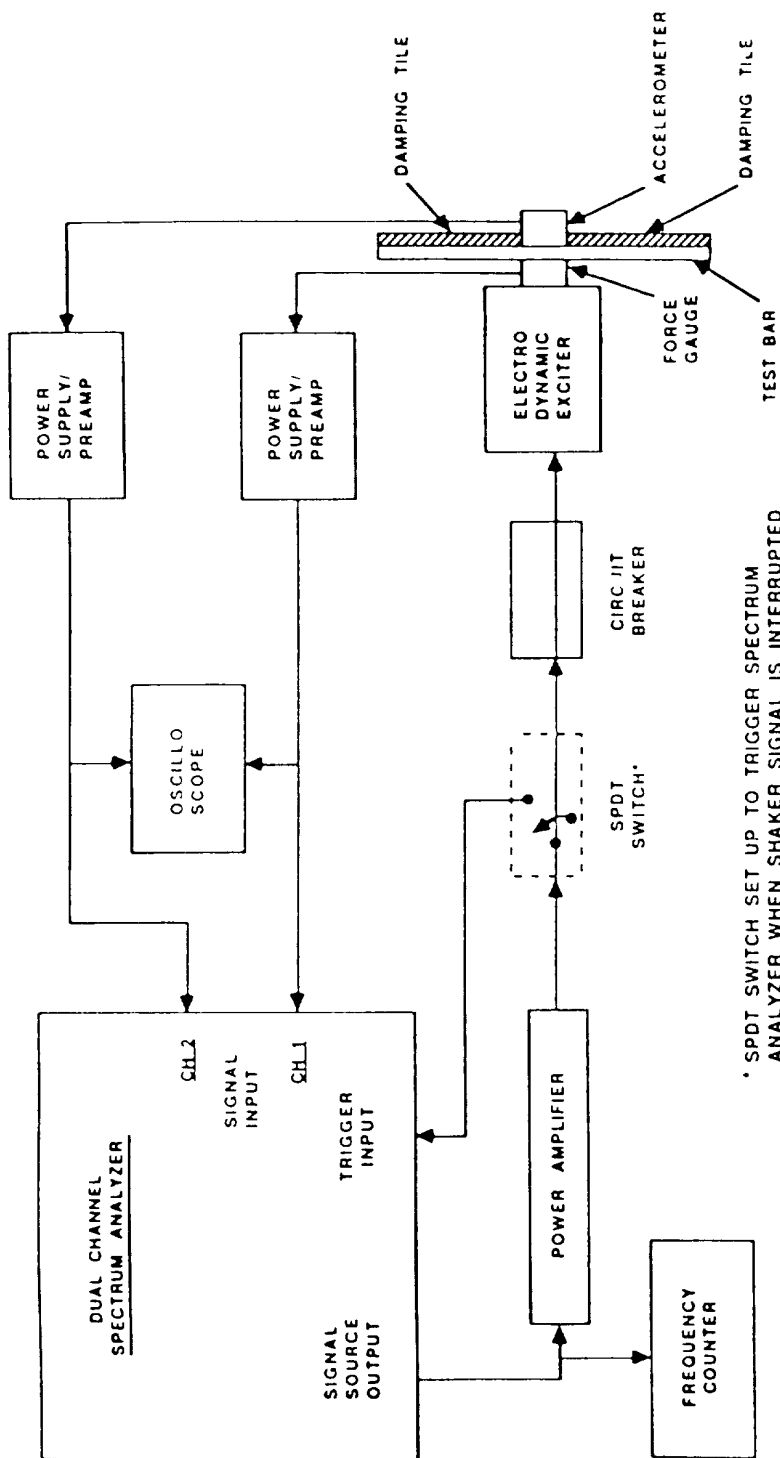 DUAL CHANNEL
SPECTRUM ANALYZER
CH 2
SIGNAL
INPUT
CH 1
TRIGGER
INPUT
SIGNAL
SOURCE
OUTPUT
OSCILLO
SCOPE
POWER
SUPPLY/
PREAMP
POWER
SUPPLY/
PREAMP
DAMPING TILE
ACCELEROMETER
DAMPING TILE
FORCE
GAUGE
TEST BAR
ELECTRO
DYNAMIC
EXCITER
CIRCUIT
BREAKER
SPDT
SWITCH*
POWER AMPLIFIER
FREQUENCY
COUNTER
* SPDT SWITCH SET UP TO TRIGGER SPECTRUM
ANALYZER WHEN SHAKER SIGNAL IS INTERRUPTED